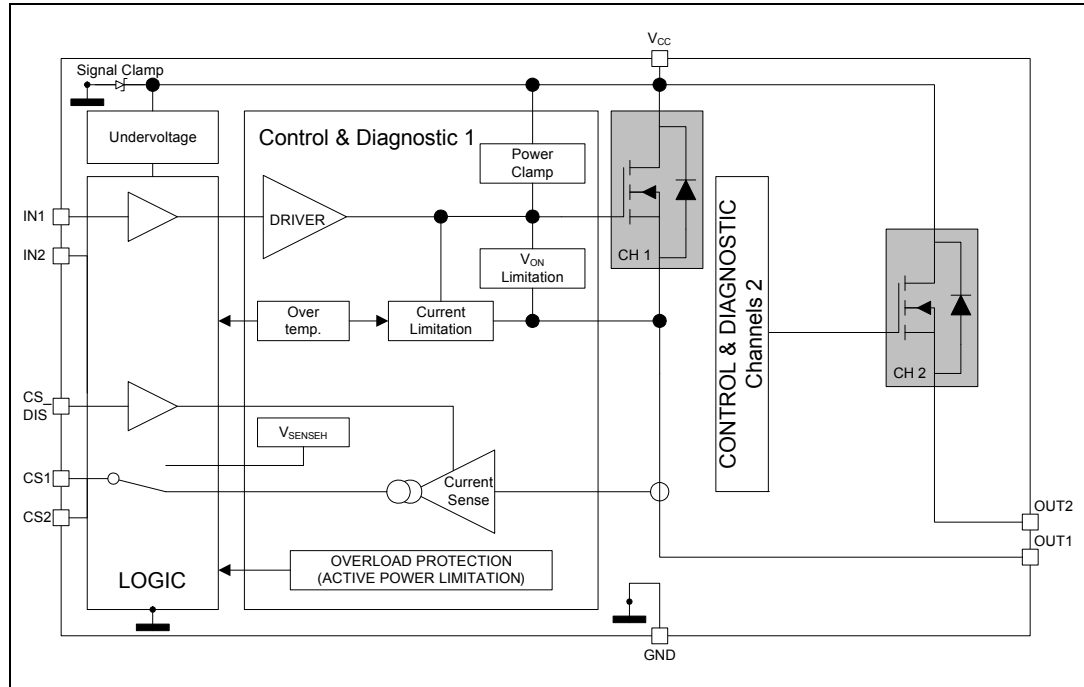 VCC
Signal Clamp
Undervoltage
Control & Diagnostic 1
Power
Clamp
IN1
DRIVER
IN2
CH 1
VON
Limitation
Over
temp.
Current
Limitation
CONTROL & DIAGNOSTIC
Channels 2
CH 2
CS_
DIS
VSENSEH
CS1
Current
Sense
CS2
OUT2
OUT1
OVERLOAD PROTECTION
(ACTIVE POWER LIMITATION)
LOGIC
GND